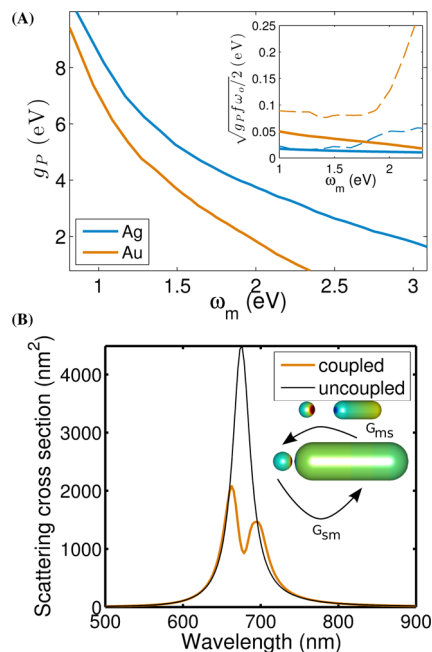 (A)
g_P (eV)
8
6
4
2
1
1.5
2
2.5
3
ω_m (eV)
Ag
Au
√(g_P f ω_o/2) (eV)
0.25
0.2
0.15
0.1
0.05
0
1
1.5
2
ω_m (eV)
(B)
Scattering cross section (nm²)
4000
3000
2000
1000
0
500
600
700
800
900
Wavelength (nm)
coupled
uncoupled
G_ms
G_sm